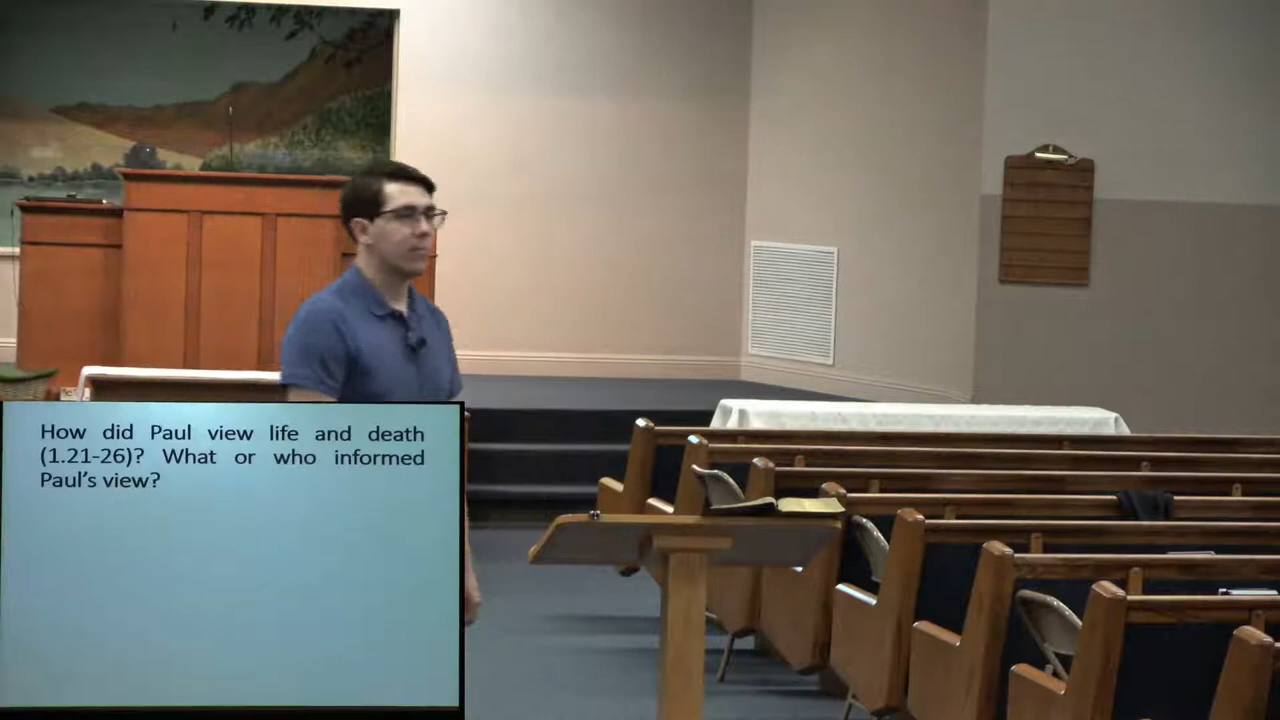 How did Paul view life and death
(1.21-26)? What or who informed
Paul's view?